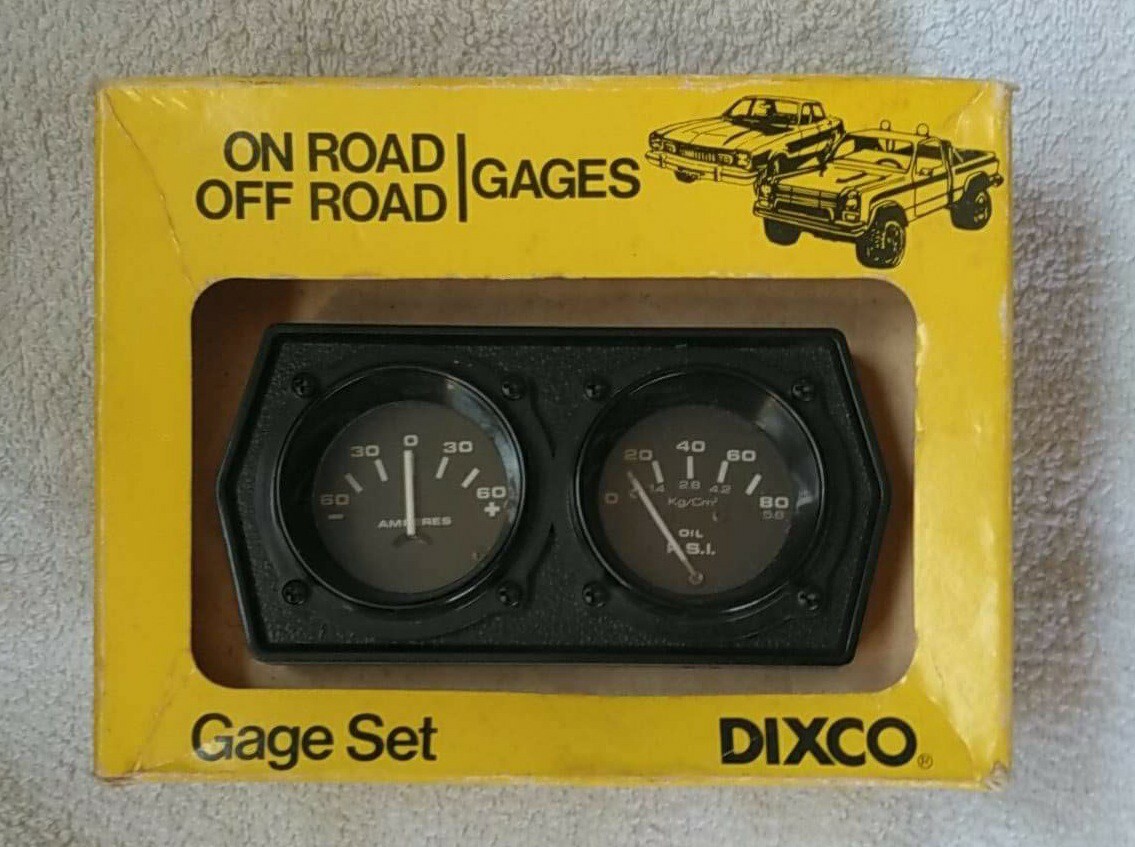 ON ROAD
OFF ROAD
GAGES
30 0 30
60 60
- +
AMPERES
20 40 60
0 1.4 2.8 4.2 80
Kg/Cm² 5.6
OIL
P.S.I.
Gage Set
DIXCO®